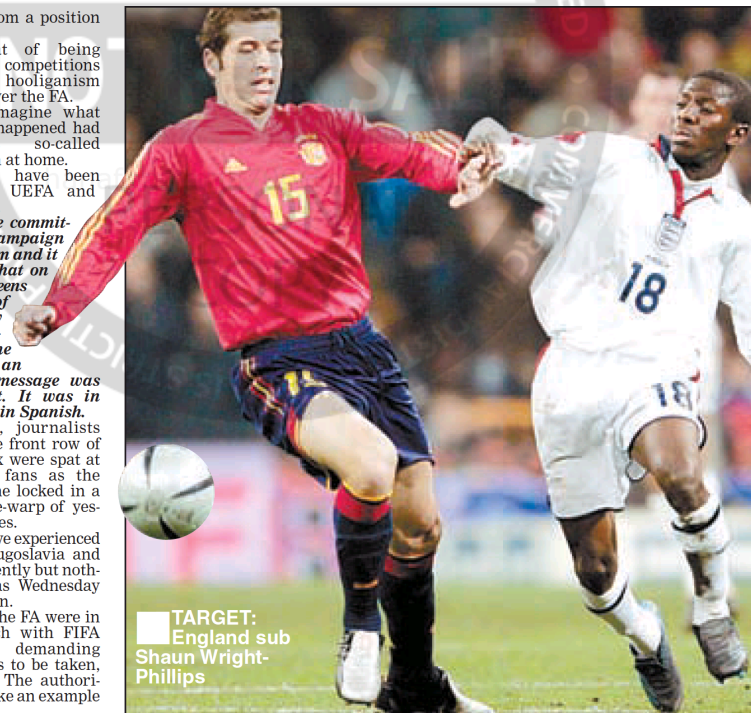 om a position
t of being
competitions
hooliganism
ver the FA.
magine what
happened had
so-called
n at home.
have been
UEFA and
e commit-
ampaign
n and it
hat on
eens
of
ne
an
message was
t. It was in
in Spanish.
, journalists
e front row of
x were spat at
fans as the
ne locked in a
e-warp of yes-
es.
ve experienced
ugoslavia and
ently but noth-
as Wednesday
n.
the FA were in
h with FIFA
demanding
s to be taken,
The authori-
ke an example
15
18
18
TARGET:
England sub
Shaun Wright-
Phillips